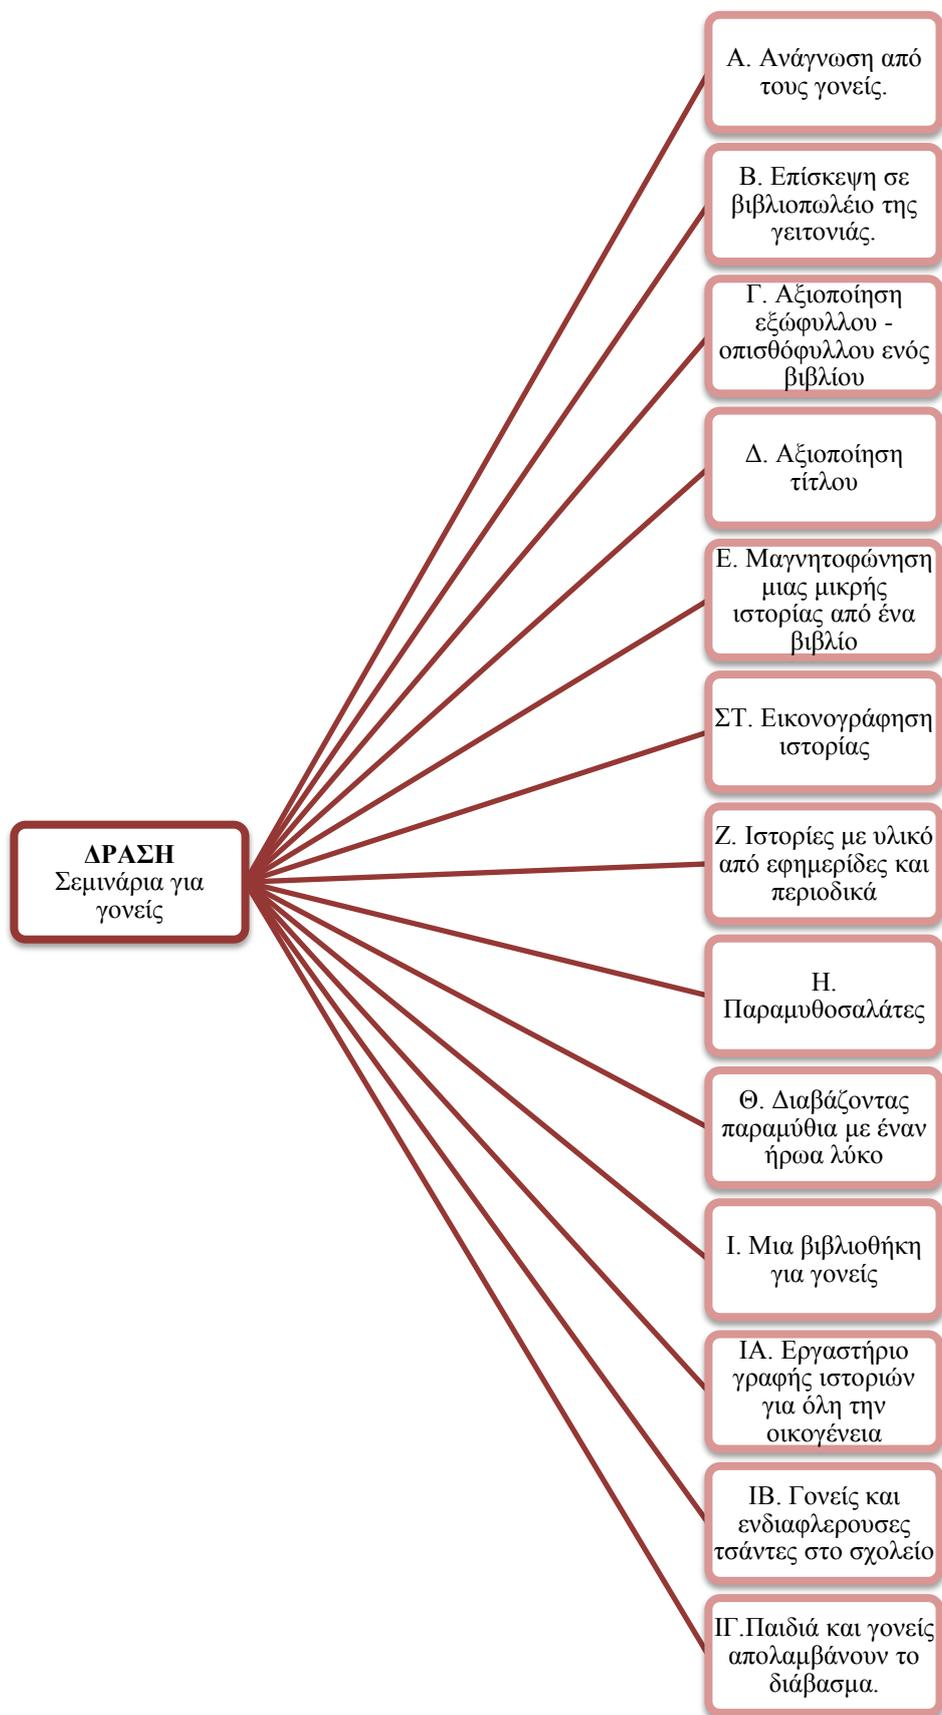 Α. Ανάγνωση από
τους γονείς.
Β. Επίσκεψη σε
βιβλιοπωλέιο της
γειτονιάς.
Γ. Αξιοποίηση
εξώφυλλου -
οπισθόφυλλου ενός
βιβλίου
Δ. Αξιοποίηση
τίτλου
Ε. Μαγνητοφώνηση
μιας μικρής
ιστορίας από ένα
βιβλίο
ΣΤ. Εικονογράφηση
ιστορίας
ΔΡΑΣΗ
Σεμινάρια για
γονείς
Ζ. Ιστορίες με υλικό
από εφημερίδες και
περιοδικά
Η.
Παραμυθοσαλάτες
Θ. Διαβάζοντας
παραμύθια με έναν
ήρωα λύκο
Ι. Μια βιβλιοθήκη
για γονείς
ΙΑ. Εργαστήριο
γραφής ιστοριών
για όλη την
οικογένεια
ΙΒ. Γονείς και
ενδιαφλερουσες
τσάντες στο σχολείο
ΙΓ.Παιδιά και γονείς
απολαμβάνουν το
διάβασμα.